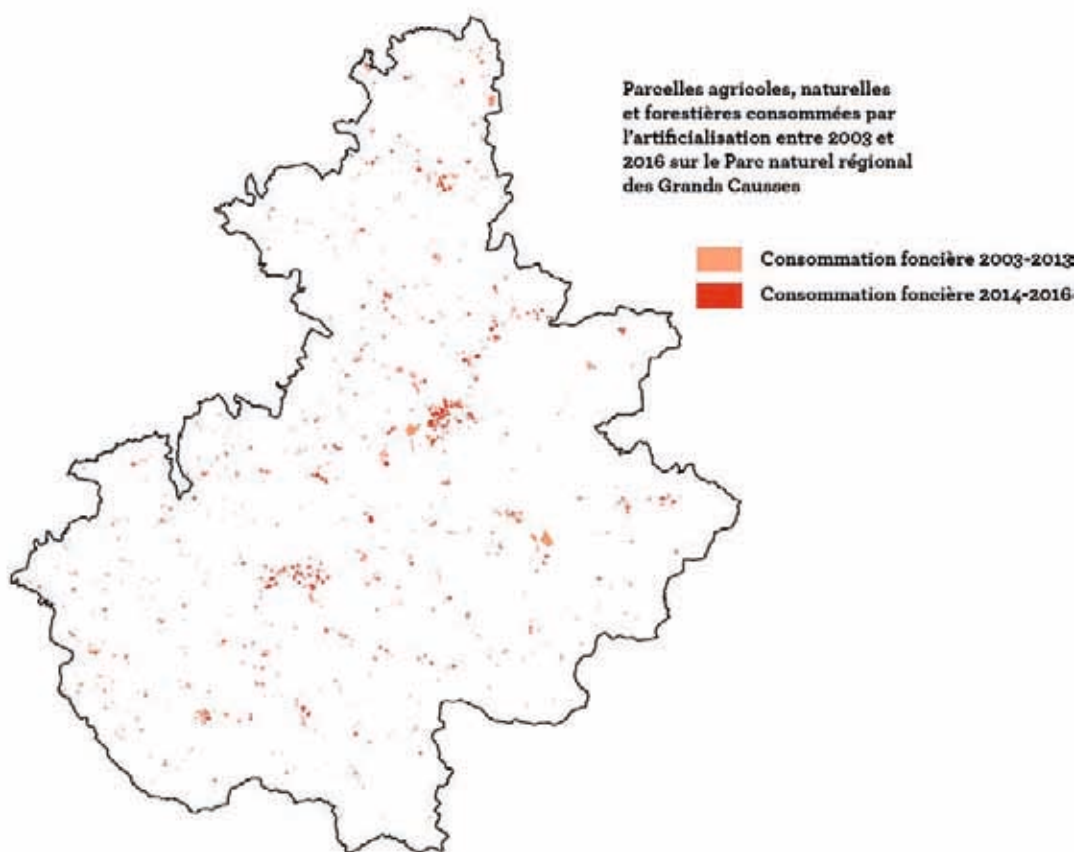 Parcelles agricoles, naturelles
et forestières consommées par
l'artificialisation entre 2003 et
2016 sur le Parc naturel régional
des Grands Causses
Consommation foncière 2003-2013
Consommation foncière 2014-2016